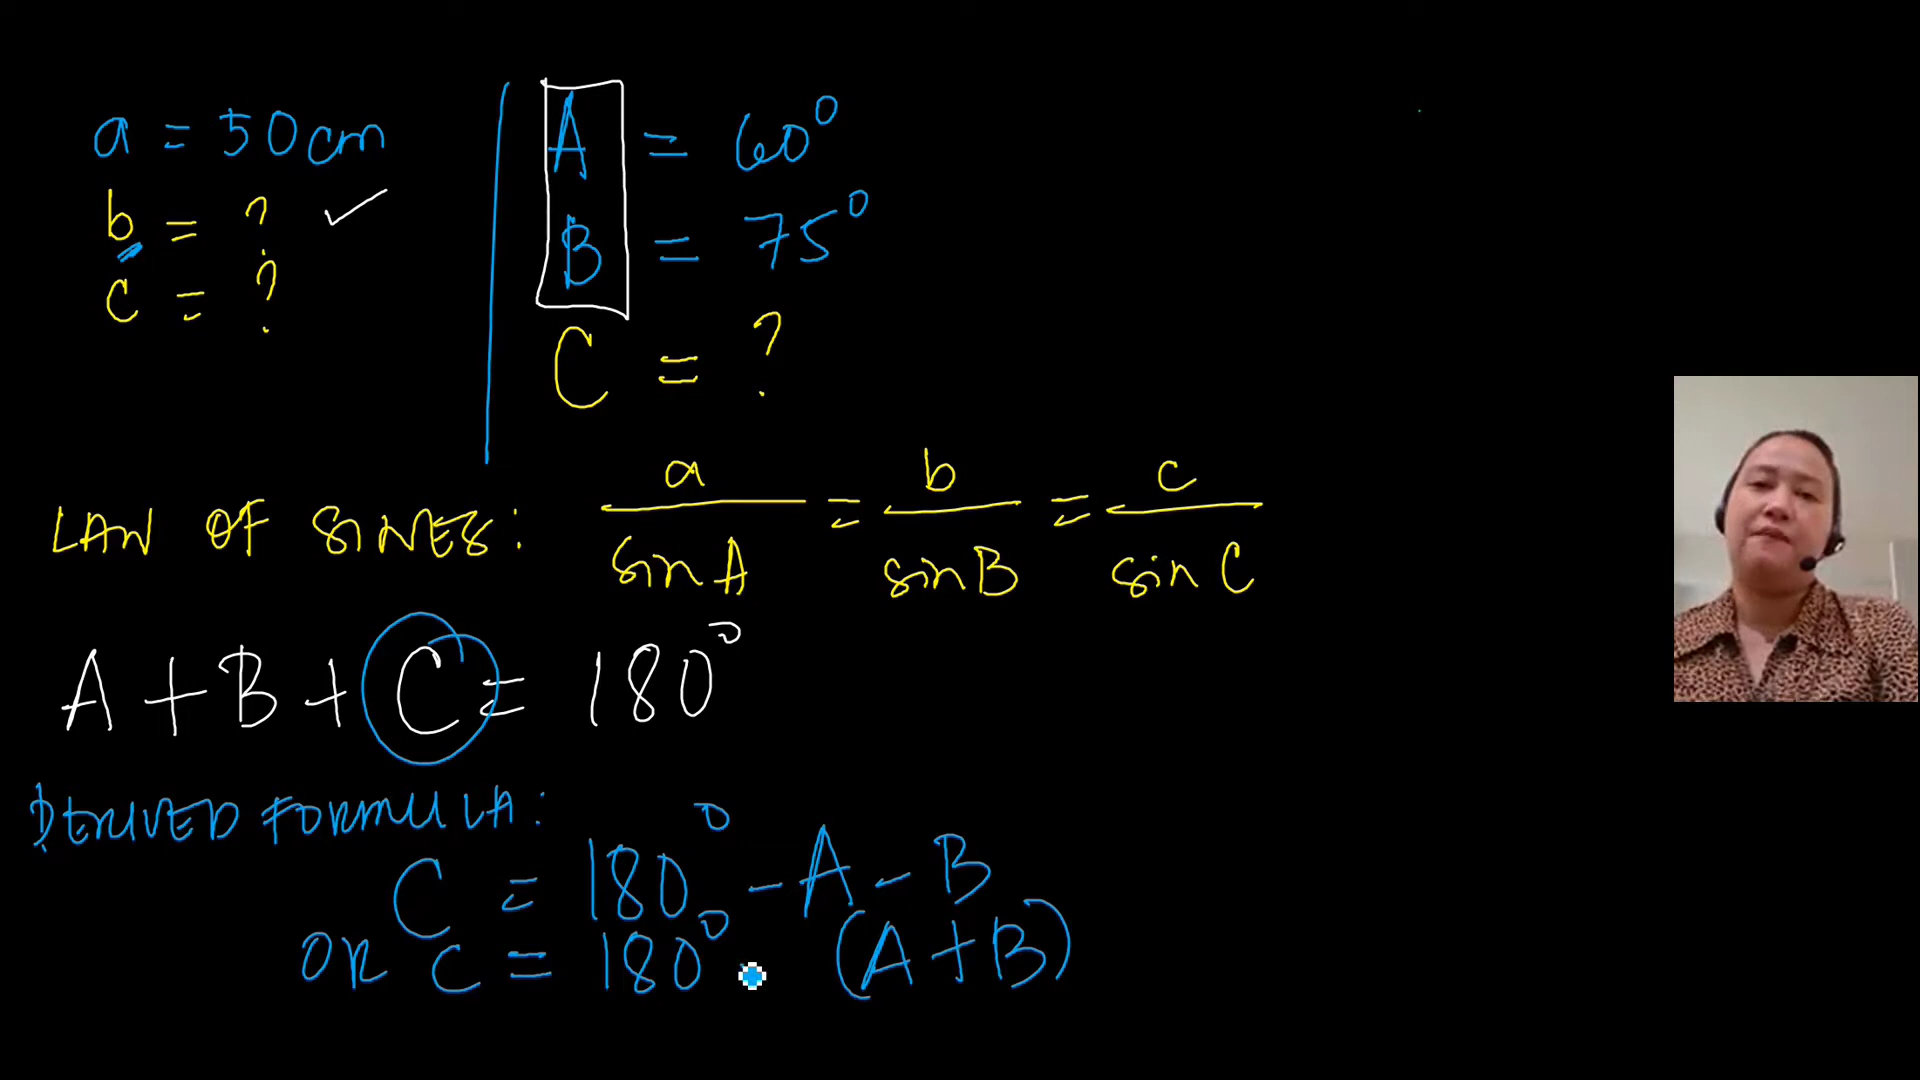 a = 50cm
b = ? ✓
c = ?
A = 60°
B = 75°
C = ?
LAW OF SINES: a/sin A = b/sin B = c/sin C
A + B + C = 180°
DERIVED FORMULA:
C = 180° - A - B
OR C = 180° - (A + B)